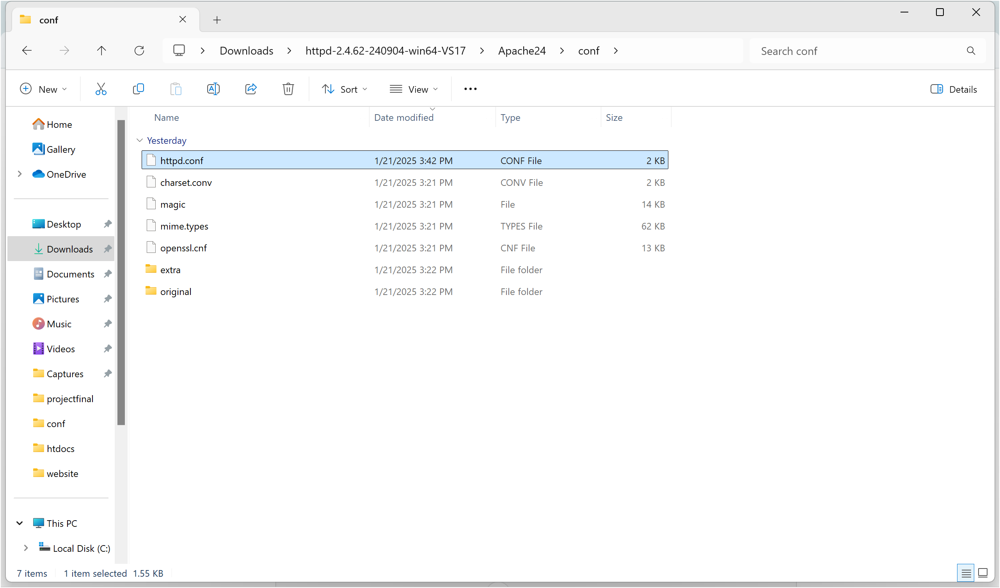 conf
Downloads httpd-2.4.62-240904-win64-VS17 Apache24 conf Search conf
New Sort View Details
Name Date modified Type Size
Home
Gallery
OneDrive
Desktop
Downloads
Documents
Pictures
Music
Videos
Captures
projectfinal
conf
htdocs
website
This PC
Local Disk (C:)
Yesterday
httpd.conf 1/21/2025 3:42 PM CONF File 2 KB
charset.conv 1/21/2025 3:21 PM CONV File 2 KB
magic 1/21/2025 3:21 PM File 14 KB
mime.types 1/21/2025 3:21 PM TYPES File 62 KB
openssl.cnf 1/21/2025 3:21 PM CNF File 13 KB
extra 1/21/2025 3:22 PM File folder
original 1/21/2025 3:22 PM File folder
7 items 1 item selected 1.55 KB